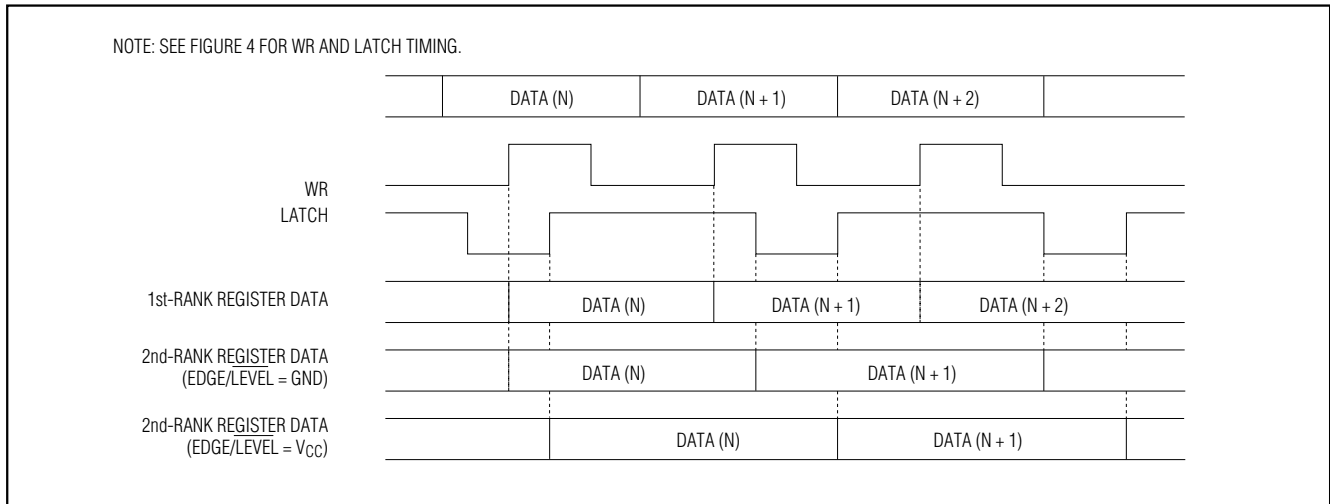 NOTE: SEE FIGURE 4 FOR WR AND LATCH TIMING.
DATA (N) DATA (N + 1) DATA (N + 2)
WR
LATCH
1st-RANK REGISTER DATA DATA (N) DATA (N + 1) DATA (N + 2)
2nd-RANK REGISTER DATA
(EDGE/LEVEL = GND) DATA (N) DATA (N + 1)
2nd-RANK REGISTER DATA
(EDGE/LEVEL = VCC) DATA (N) DATA (N + 1)